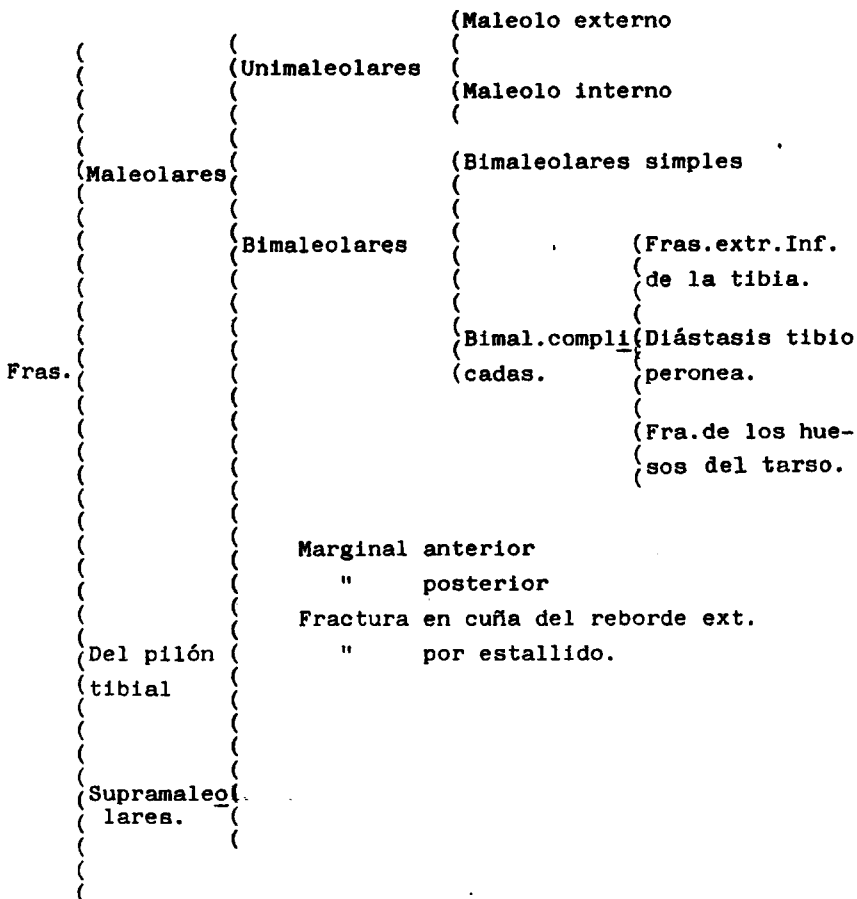 (Maleolo externo
(Unimaleolares
(Maleolo interno
(Maleolares
(Bimaleolares simples
(Bimaleolares
(Fras.extr.Inf.
(de la tibia.
(Bimal.compli(Diástasis tibio
Fras.
(cadas.
(peronea.
(Fra.de los hue-
(sos del tarso.
Marginal anterior
" posterior
Fractura en cuña del reborde ext.
(Del pilón
" por estallido.
(tibial
(Supramaleo(
lares.